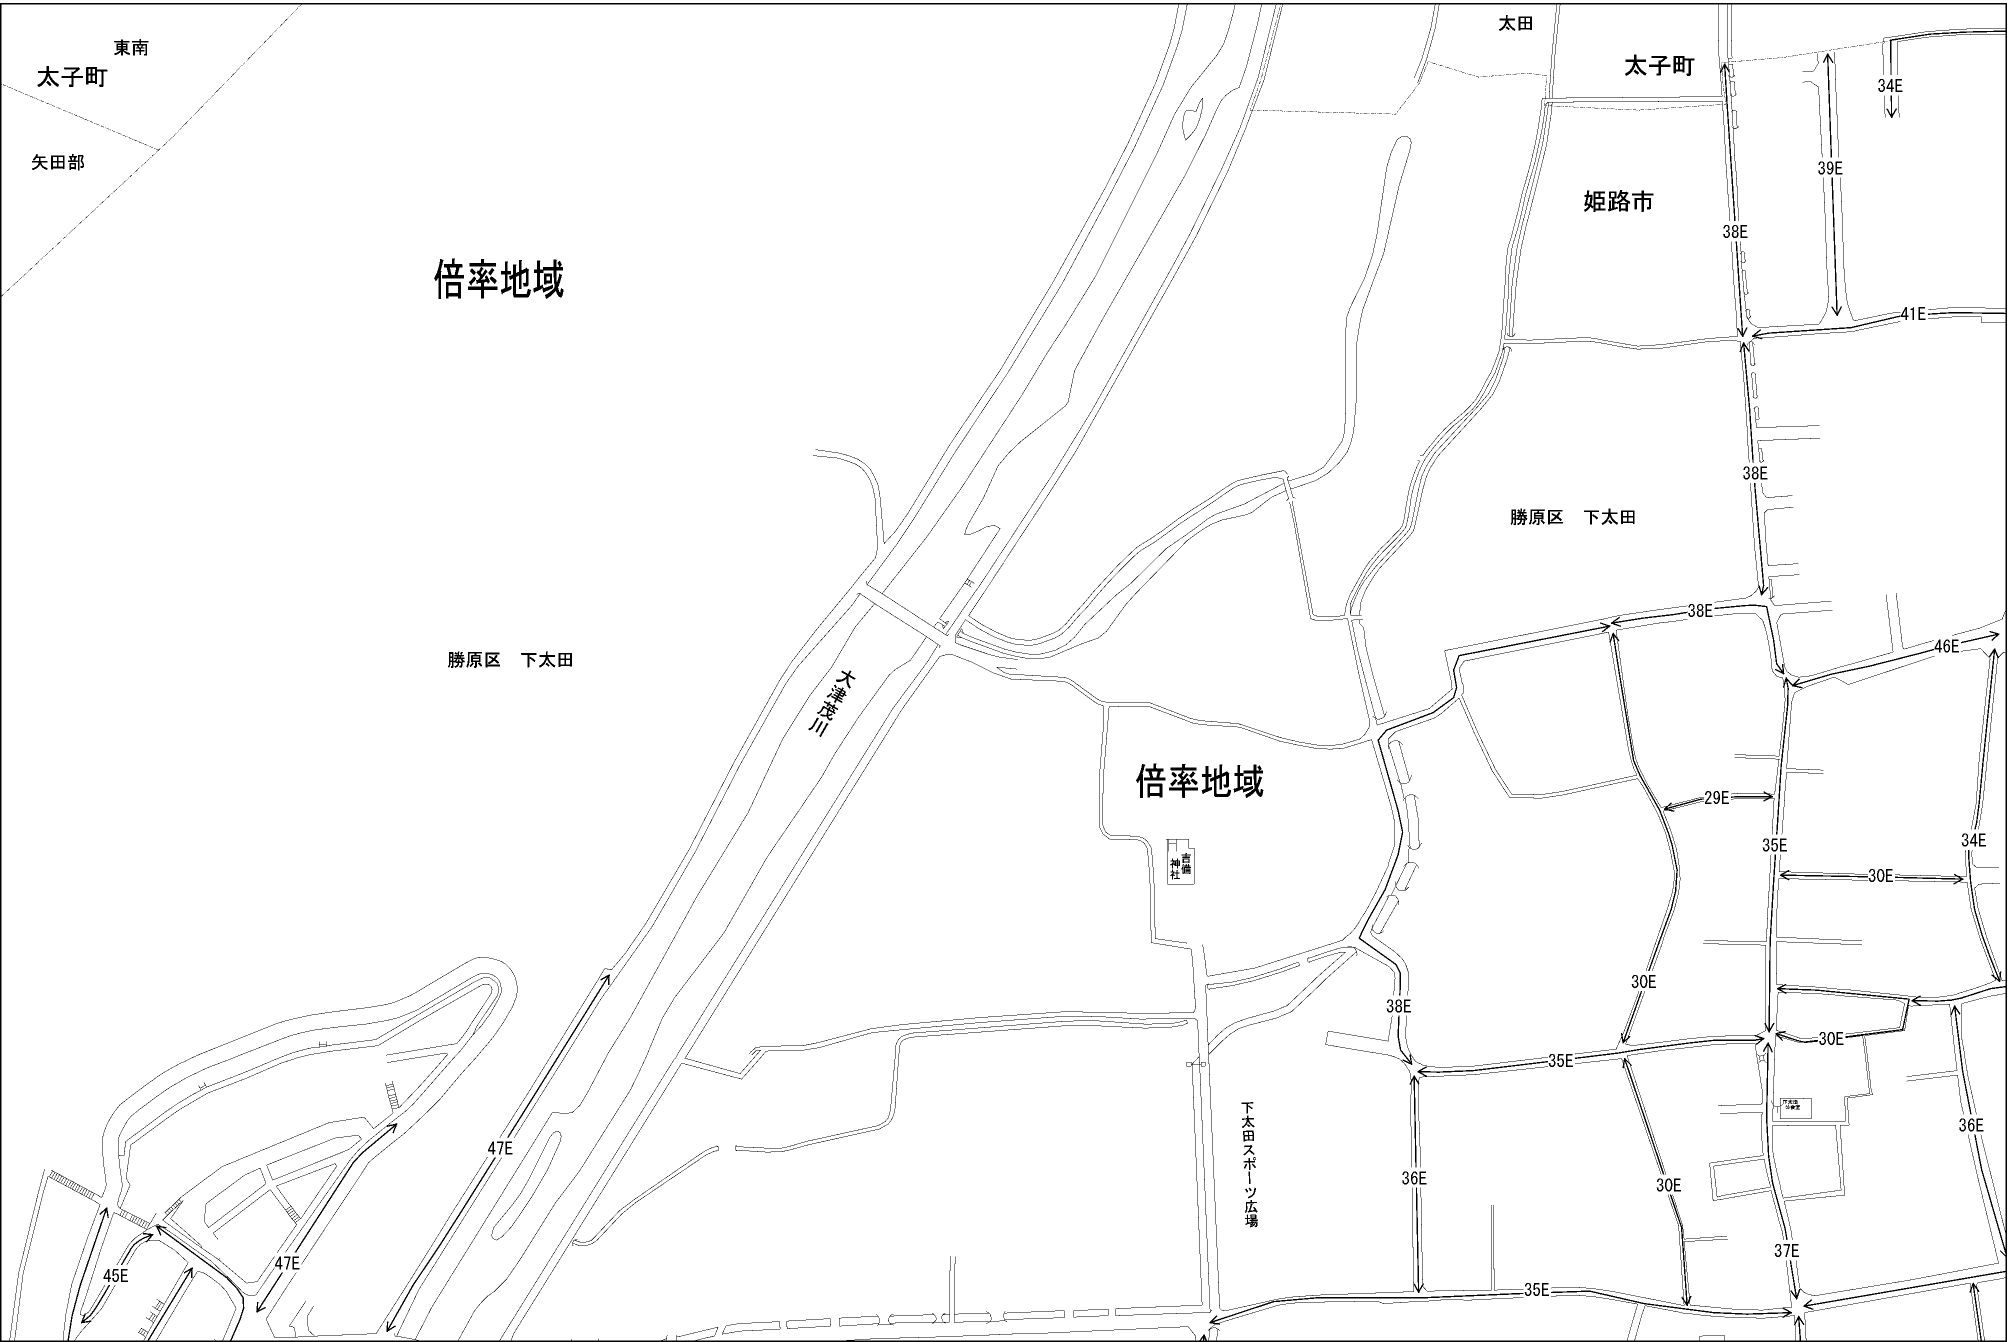 東南
太子町
矢田部
倍率地域
勝原区 下太田
大津茂川
太田
太子町
姫路市
34E
39E
38E
41E
38E
勝原区 下太田
38E
46E
倍率地域
吉備
神社
29E
35E
34E
30E
30E
38E
35E
30E
47E
下太田スポーツ広場
36E
30E
36E
37E
35E
47E
45E